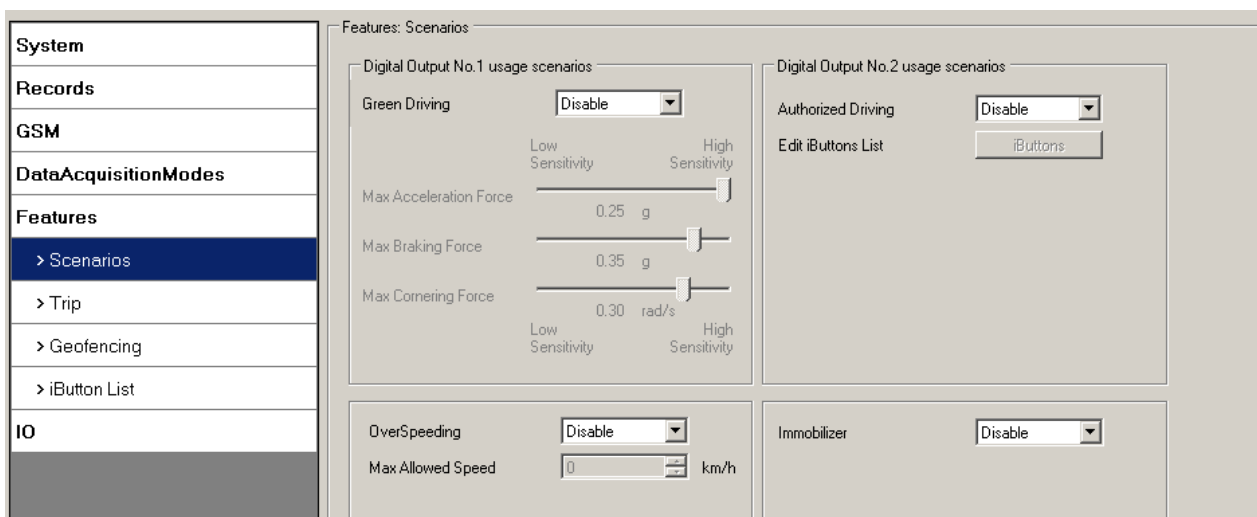 System
Records
GSM
DataAcquisitionModes
Features
> Scenarios
> Trip
> Geofencing
> iButton List
IO
Features: Scenarios
Digital Output No.1 usage scenarios
Green Driving Disable
Low Sensitivity High Sensitivity
Max Acceleration Force
0.25 g
Max Braking Force
0.35 g
Max Cornering Force
0.30 rad/s
Low Sensitivity High Sensitivity
Digital Output No.2 usage scenarios
Authorized Driving Disable
Edit iButtons List iButtons
OverSpeeding Disable
Max Allowed Speed 0 km/h
Immobilizer Disable